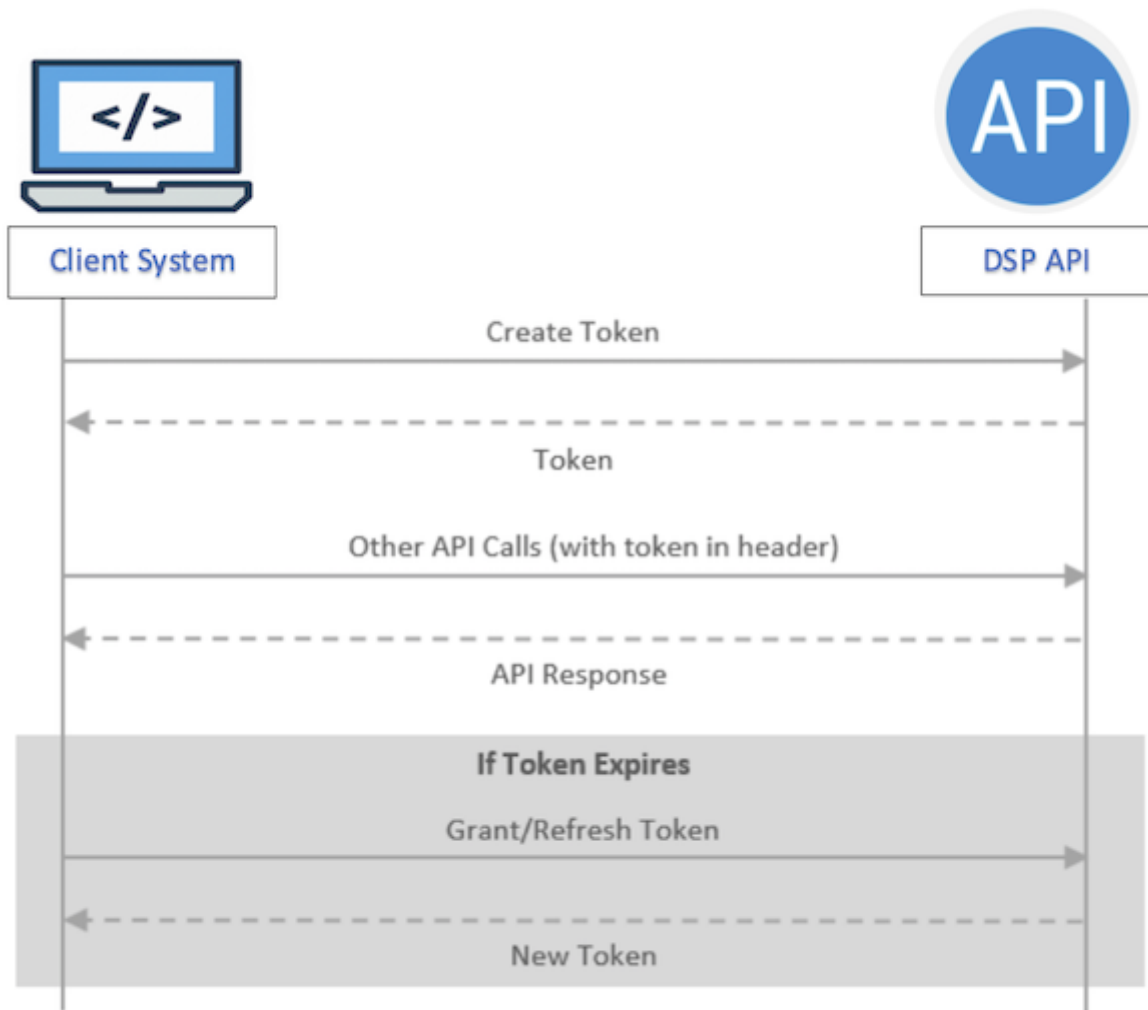 </>
API
Client System
DSP API
Create Token
Token
Other API Calls (with token in header)
API Response
If Token Expires
Grant/Refresh Token
New Token